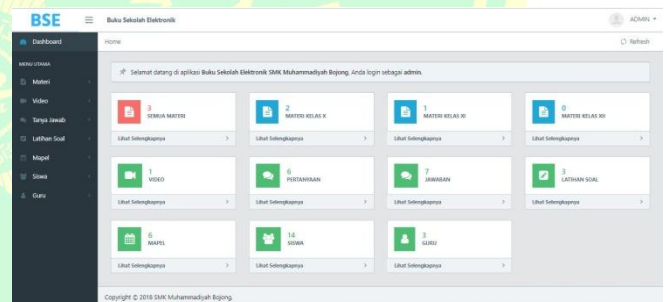 BSE
Buku Sekolah Elektronik
ADMIN
Dashboard
Home
Refresh
MENU UTAMA
Materi
Video
Tanya Jawab
Latihan Soal
Mapel
Siswa
Guru
Selamat datang di aplikasi Buku Sekolah Elektronik SMK Muhammadiyah Bojong, Anda login sebagai admin.
3
SEMUA MATERI
Lihat Selengkapnya
2
MATERI KELAS X
Lihat Selengkapnya
1
MATERI KELAS XI
Lihat Selengkapnya
0
MATERI KELAS XII
Lihat Selengkapnya
1
VIDEO
Lihat Selengkapnya
6
PERTANYAAN
Lihat Selengkapnya
7
JAWABAN
Lihat Selengkapnya
3
LATIHAN SOAL
Lihat Selengkapnya
6
MAPEL
Lihat Selengkapnya
14
SISWA
Lihat Selengkapnya
3
GURU
Lihat Selengkapnya
Copyright © 2018 SMK Muhammadiyah Bojong.